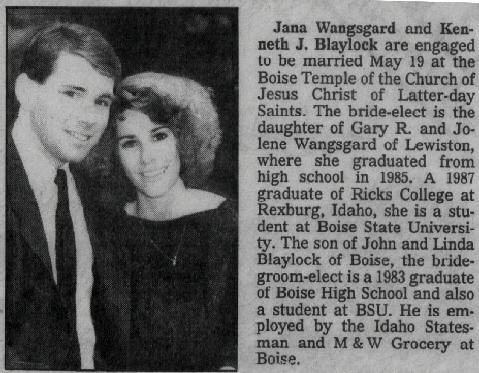 Jana Wangsgard and Ken-
neth J. Blaylock are engaged
to be married May 19 at the
Boise Temple of the Church of
Jesus Christ of Latter-day
Saints. The bride-elect is the
daughter of Gary R. and Jo-
lene Wangsgard of Lewiston,
where she graduated from
high school in 1985. A 1987
graduate of Ricks College at
Rexburg, Idaho, she is a stu-
dent at Boise State Universi-
ty. The son of John and Linda
Blaylock of Boise, the bride-
groom-elect is a 1983 graduate
of Boise High School and also
a student at BSU. He is em-
ployed by the Idaho States-
man and M & W Grocery at
Boise.